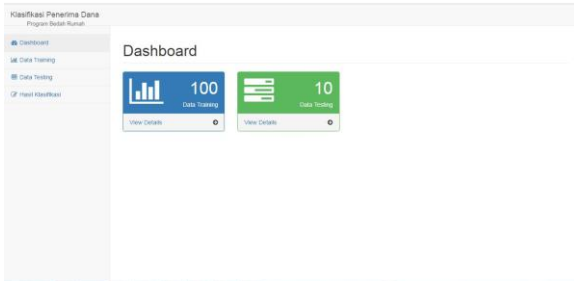 Klasifikasi Penerima Dana
Program Bedah Rumah
Dashboard
Data Training
Data Testing
Hasil Klasifikasi
Dashboard
100
Data Training
View Details
10
Data Testing
View Details